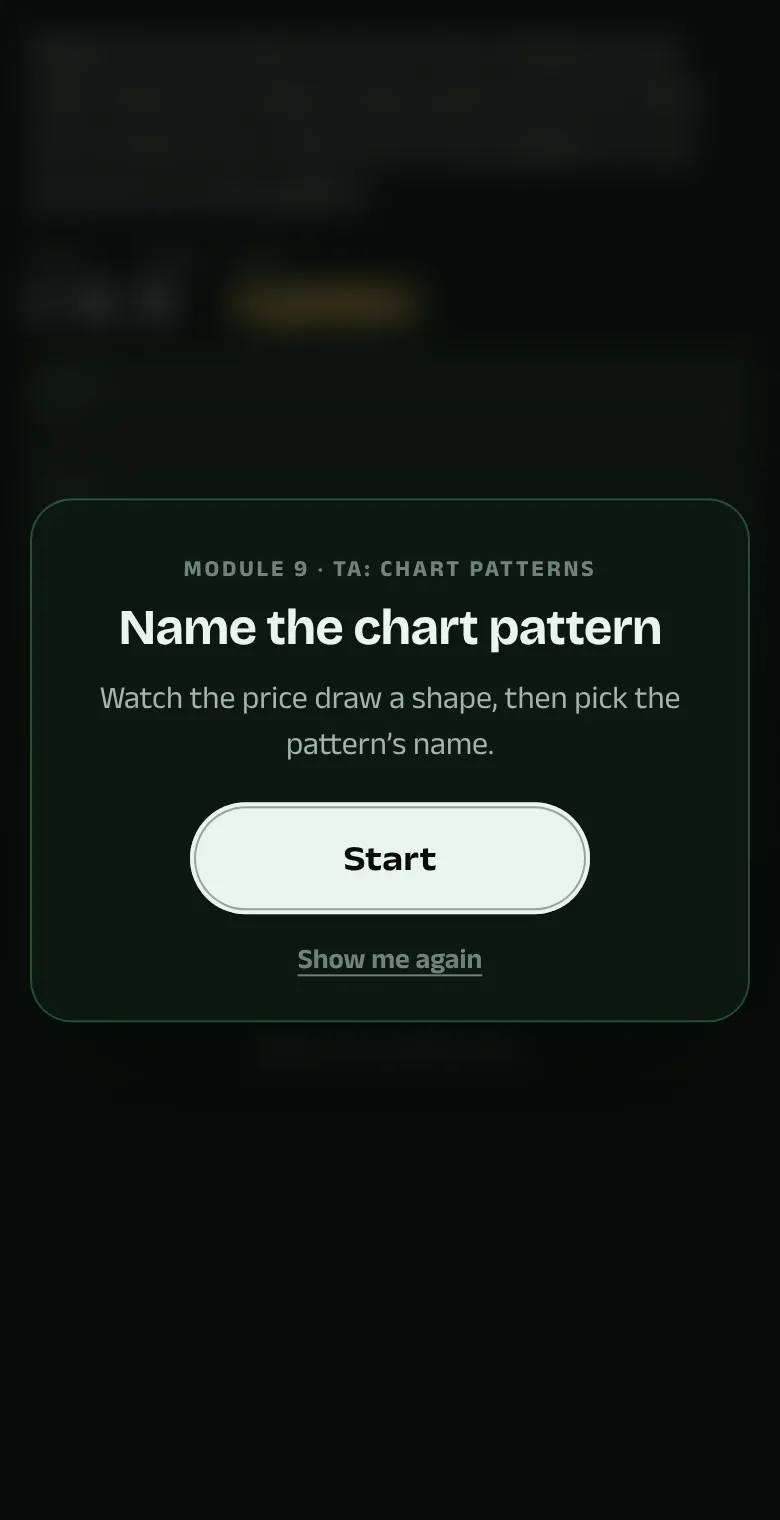 MODULE 9 · TA: CHART PATTERNS
Name the chart pattern
Watch the price draw a shape, then pick the
pattern’s name.
Start
Show me again